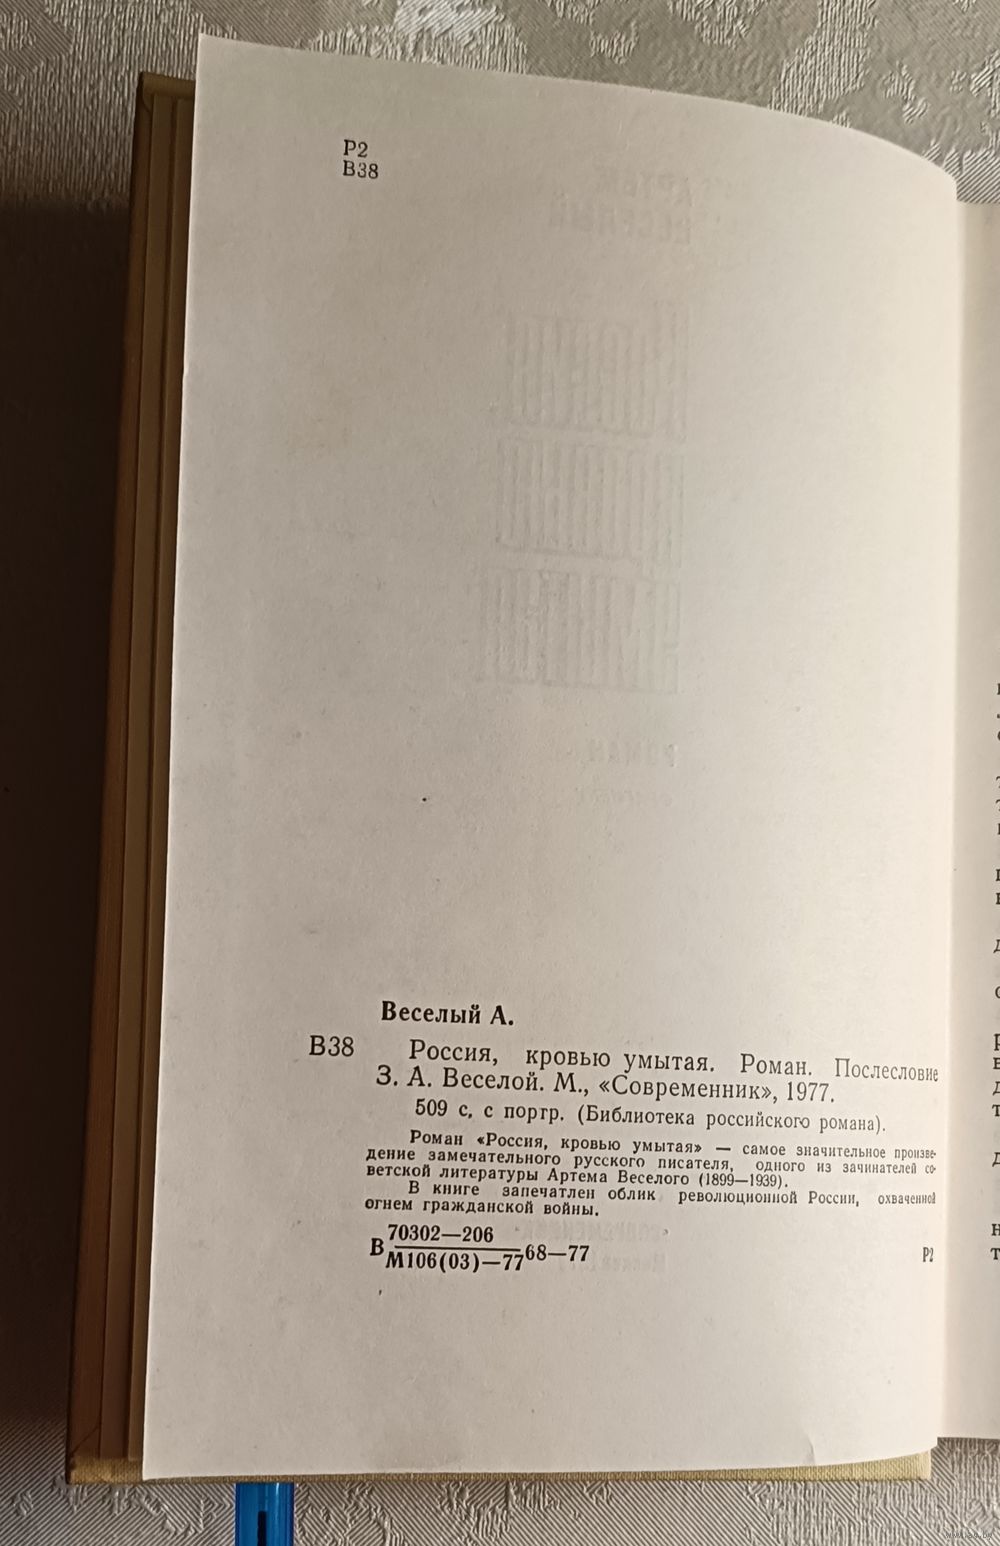 Р2
В38
Веселый А.
В38 Россия, кровью умытая. Роман. Послесловие
З. А. Веселой. М., «Современник», 1977.
509 с. с портр. (Библиотека российского романа).
Роман «Россия, кровью умытая» — самое значительное произве-
дение замечательного русского писателя, одного из зачинателей со-
ветской литературы Артема Веселого (1899—1939).
В книге запечатлен облик революционной России, охваченной
огнем гражданской войны.
70302—206
В 68—77
М106(03)—77
Р2